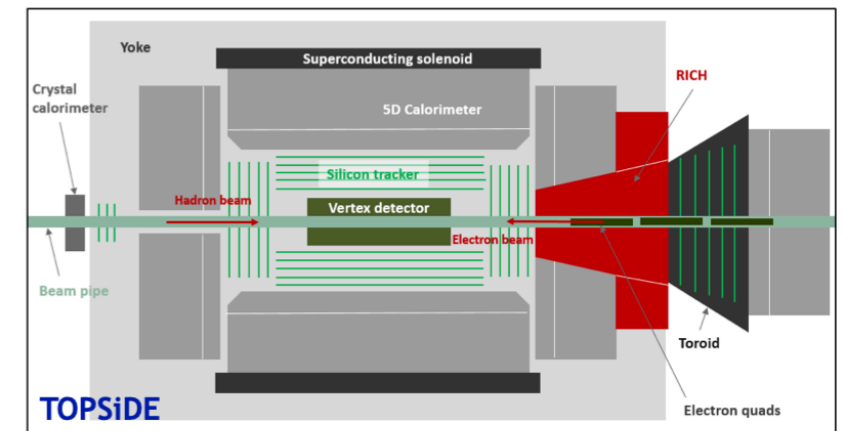 Yoke
Superconducting solenoid
RICH
Crystal
calorimeter
5D Calorimeter
Silicon tracker
Hadron beam
Vertex detector
Electron beam
Beam pipe
Toroid
TOPSiDE
Electron quads